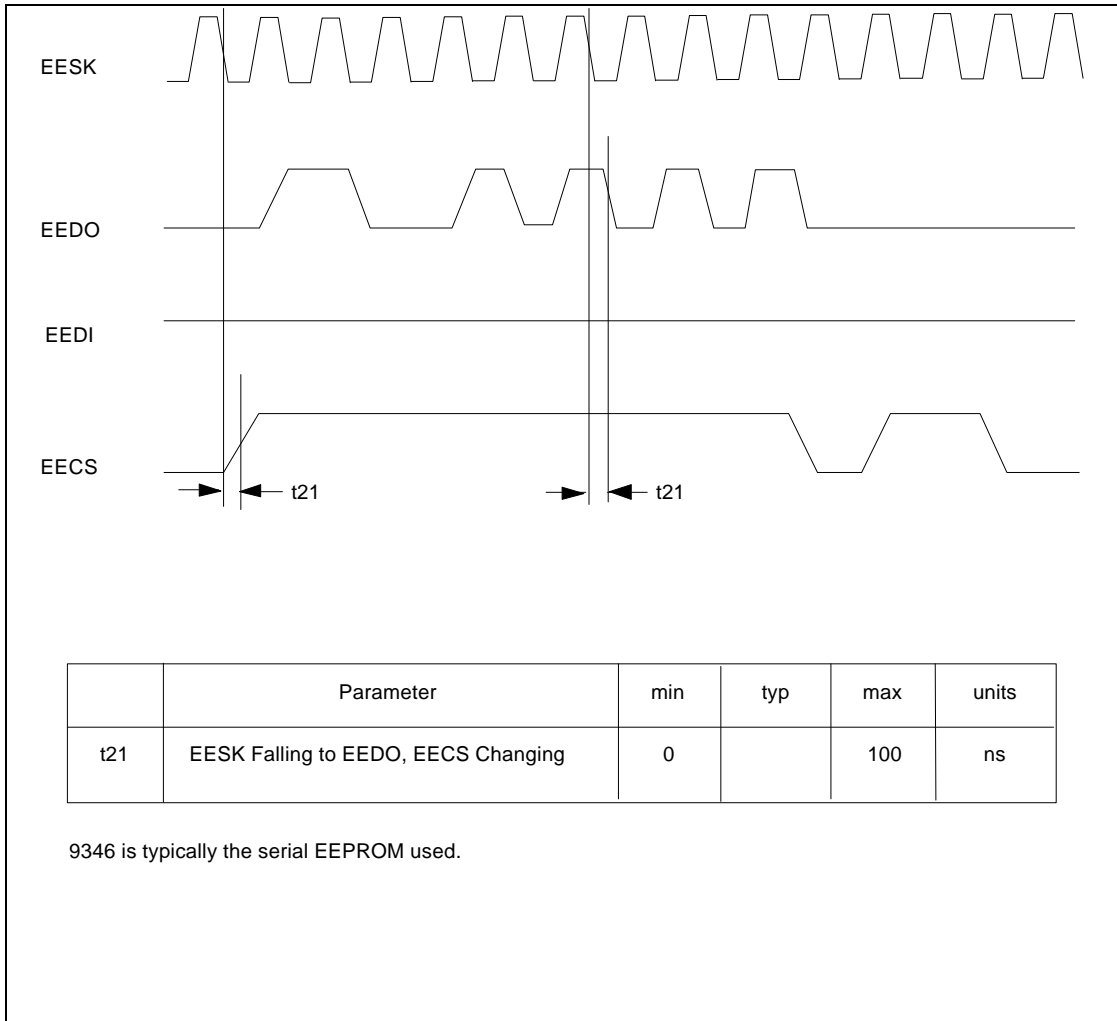 EESK
EEDO
EEDI
EECS
t21 t21
Parameter min typ max units
t21 EESK Falling to EEDO, EECS Changing 0 100 ns
9346 is typically the serial EEPROM used.